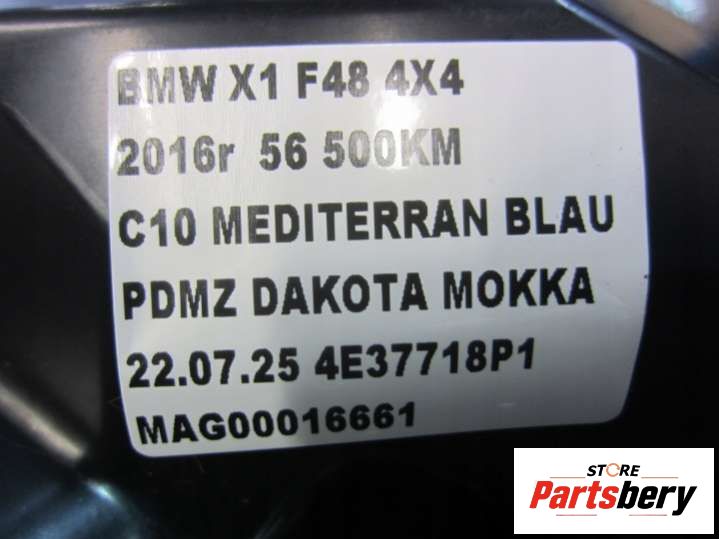 BMW X1 F48 4X4
2016r 56 500KM
C10 MEDITERRAN BLAU
PDMZ DAKOTA MOKKA
22.07.25 4E37718P1
MAG00016661
STORE
Partsbery